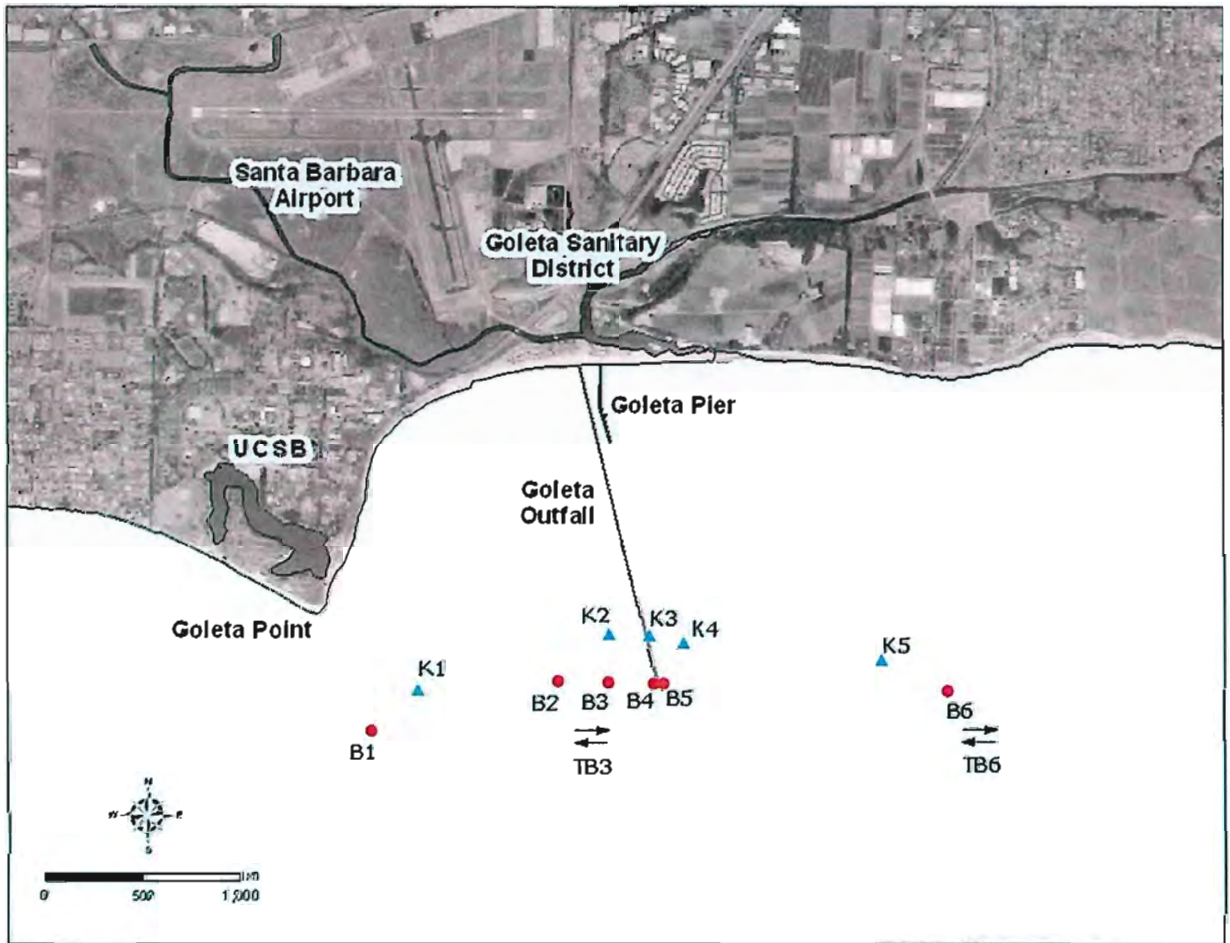 Santa Barbara
Airport
Goleta Sanitary
District
Goleta Pier
UCSB
Goleta
Outfall
Goleta Point
K2
K3
K4
K1
K5
B2
B3
B4
B5
B6
B1
TB3
TB6
N
W
E
S
0
500
1,000